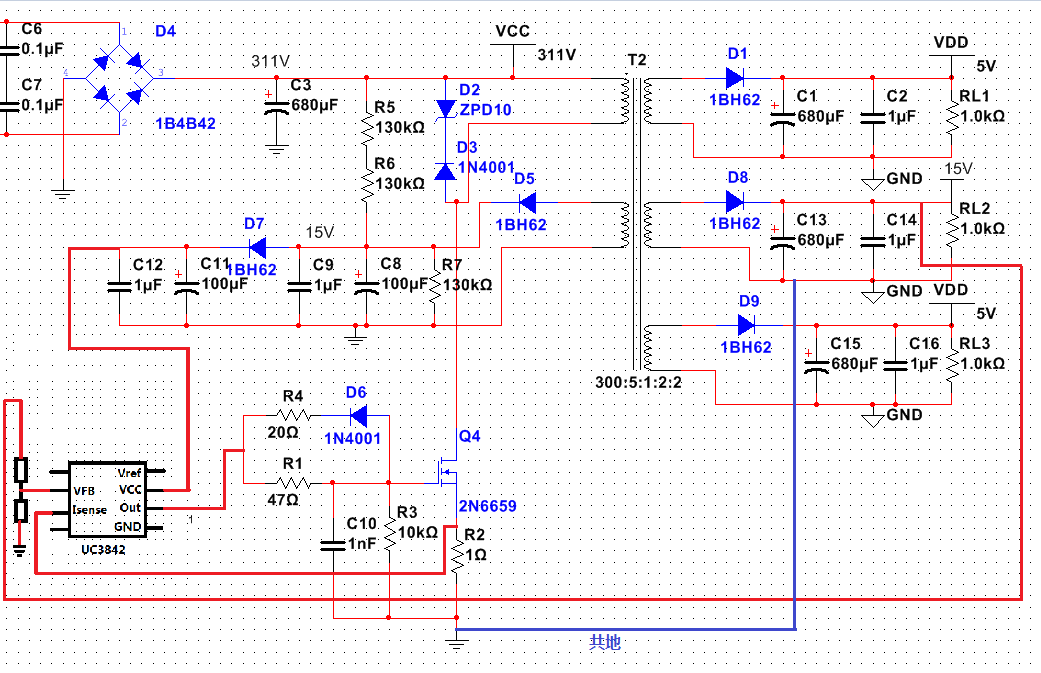 C6
0.1µF
C7
0.1µF
D4
1
4
3
2
1B4B42
311V
C3
680µF
+
R5
130kΩ
R6
130kΩ
D2
ZPD10
D3
1N4001
VCC
311V
T2
D1
1BH62
+
C1
680µF
C2
1µF
VDD
5V
RL1
1.0kΩ
GND
D5
1BH62
D8
1BH62
+
C13
680µF
C14
1µF
15V
RL2
1.0kΩ
GND
D7
1BH62
15V
C12
1µF
+
C11
100µF
C9
1µF
+
C8
100µF
R7
130kΩ
VDD
5V
D9
1BH62
+
C15
680µF
C16
1µF
RL3
1.0kΩ
GND
300:5:1:2:2
R4
20Ω
D6
1N4001
R1
47Ω
Q4
2N6659
C10
1nF
R3
10kΩ
R2
1Ω
Vref
VFB
VCC
Isense
Out
GND
UC3842
1
共地